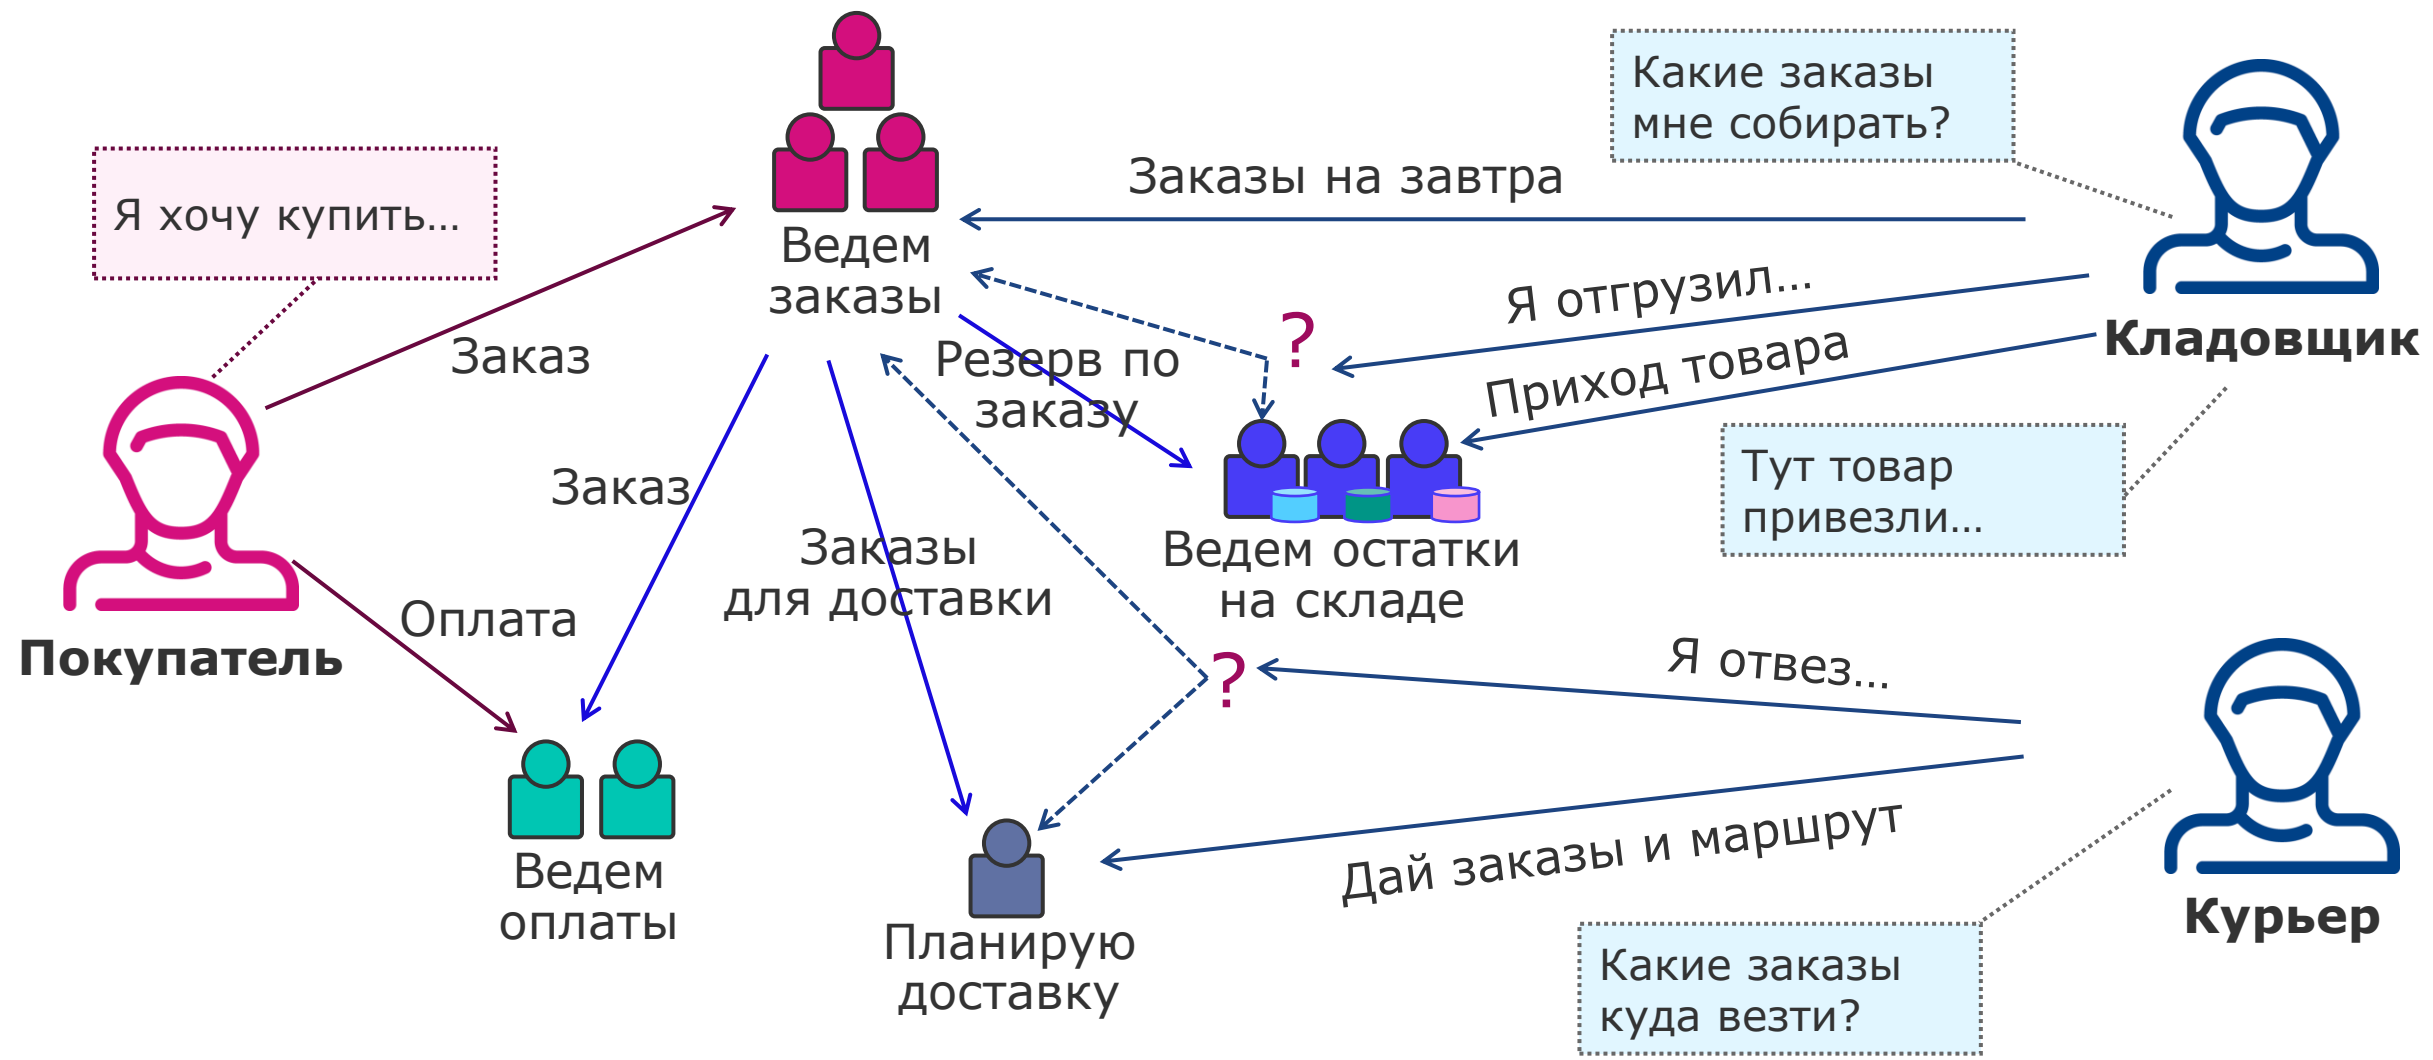 Какие заказы
мне собирать?
Заказы на завтра
Я хочу купить...
Ведем
заказы
Я отгрузил...
Кладовщик
Заказ
Резерв по
заказу
Приход товара
Тут товар
привезли...
Заказ
Заказы
для доставки
Ведем остатки
на складе
Оплата
Покупатель
Я отвез...
Дай заказы и маршрут
Ведем
оплаты
Планирую
доставку
Курьер
Какие заказы
куда везти?
?
?